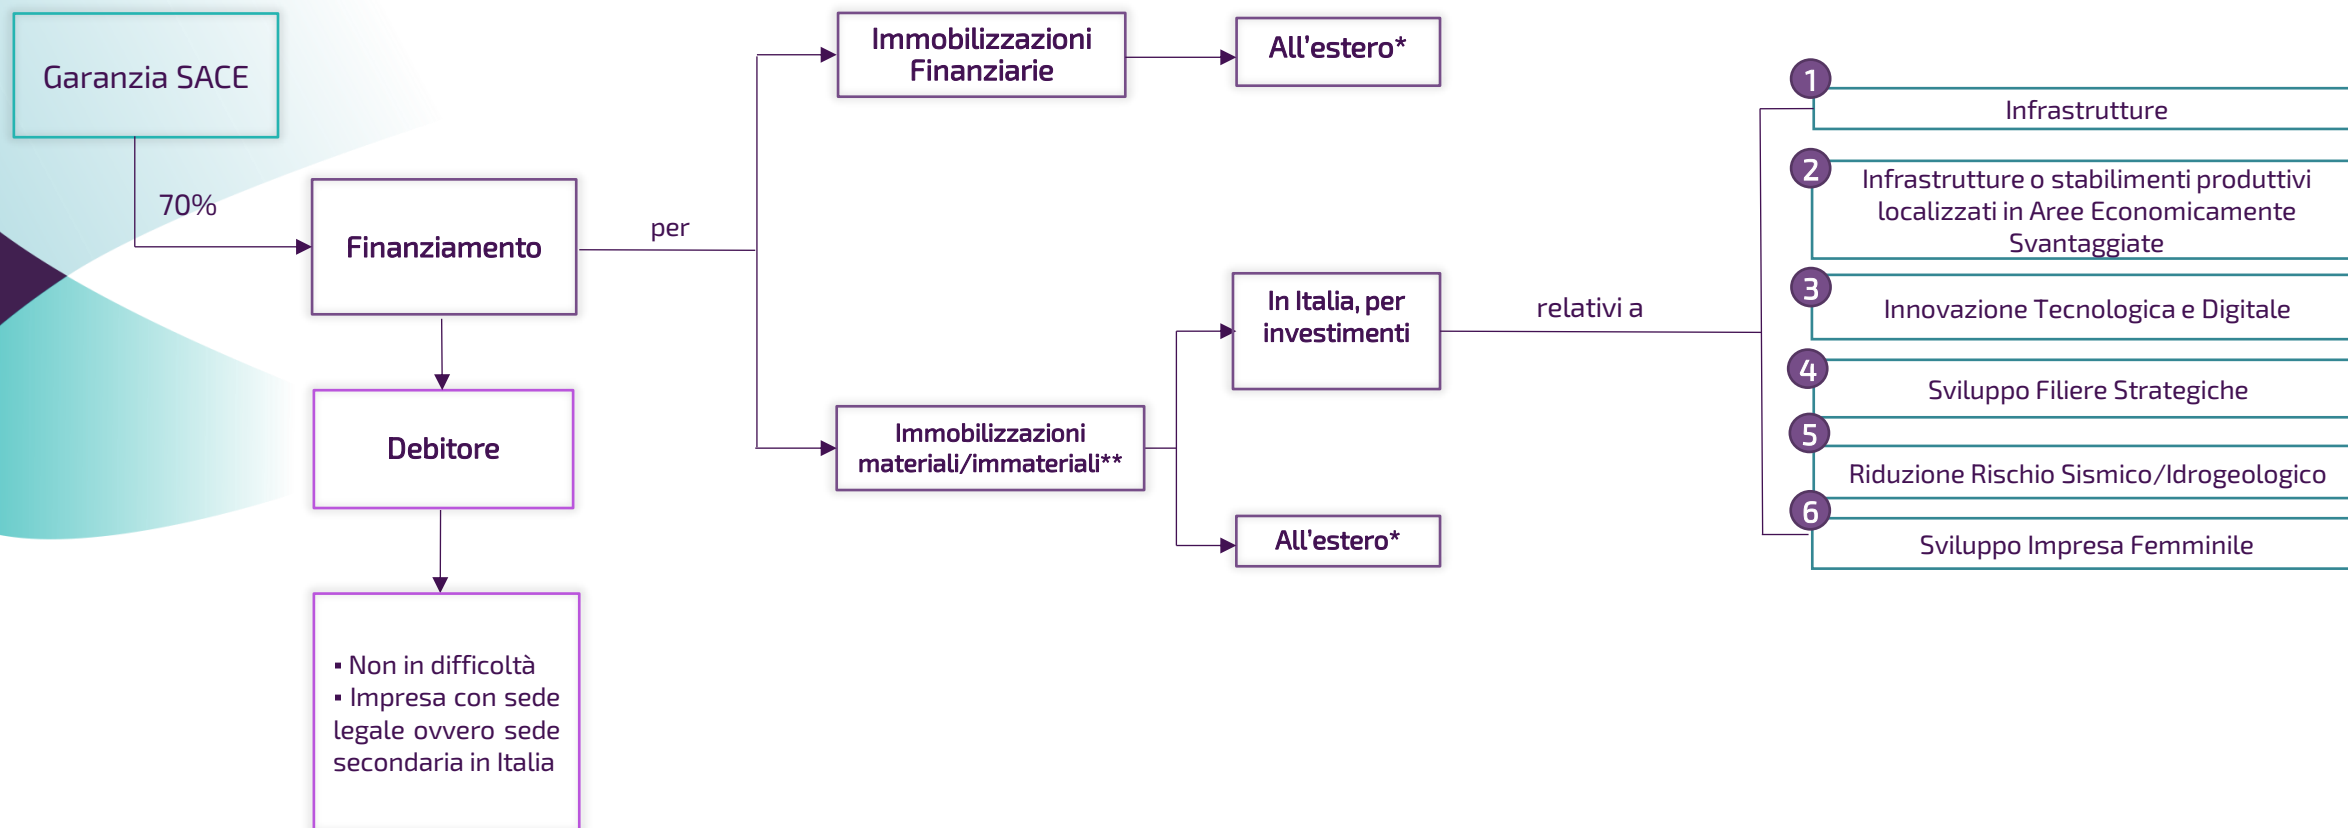 Garanzia SACE
70%
Finanziamento
Debitore
▪ Non in difficoltà
▪ Impresa con sede
legale ovvero sede
secondaria in Italia
per
Immobilizzazioni
Finanziarie
All'estero*
Immobilizzazioni
materiali/immateriali**
In Italia, per
investimenti
All'estero*
relativi a
1
Infrastrutture
2
Infrastrutture o stabilimenti produttivi
localizzati in Aree Economicamente
Svantaggiate
3
Innovazione Tecnologica e Digitale
4
Sviluppo Filiere Strategiche
5
Riduzione Rischio Sismico/Idrogeologico
6
Sviluppo Impresa Femminile